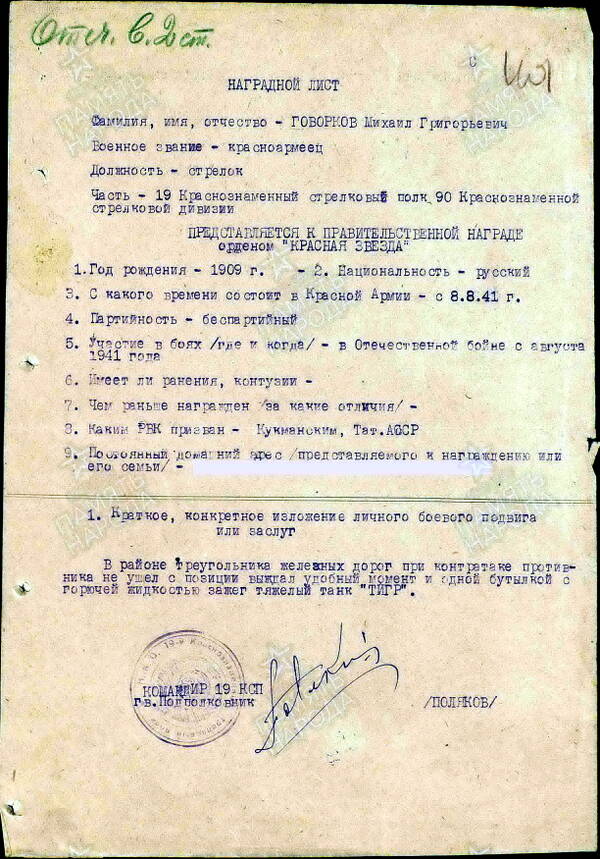 Отеч. В. 2 ст.
НАГРАДНОЙ ЛИСТ
Фамилия, имя, отчество - ГОВОРКОВ Михаил Григорьевич
Военное звание - красноармеец
Должность - стрелок
Часть - 19 Краснознаменный стрелковый полк 90 Краснознаменной
стрелковой дивизии
ПРЕДСТАВЛЯЕТСЯ К ПРАВИТЕЛЬСТВЕННОЙ НАГРАДЕ
орденом "КРАСНАЯ ЗВЕЗДА"
1. Год рождения - 1909 г. - 2. Национальность - русский
3. С какого времени состоит в Красной Армии - с 8.8.41 г.
4. Партийность - беспартийный
5. Участие в боях /где и когда/ - в Отечественной бойне с августа
1941 года
6. Имеет ли ранения, контузии -
7. Чем раньше награжден /за какие отличия/ -
8. Каким РВК призван - Кукманским, Тат.АССР
9. Постоянный домашний адрес /представляемого к награждению или
его семьи/ -
1. Краткое, конкретное изложение личного боевого подвига
или заслуг
В районе треугольника железных дорог при контратаке против-
ника не ушел с позиции выждал удобный момент и одной бутылкой с
горючей жидкостью зажег тяжелый танк "ТИГР".
КОМАНДИР 19 КСП
гв.Подполковник
/ПОЛЯКОВ/
ПАМЯТЬ НАРОДА